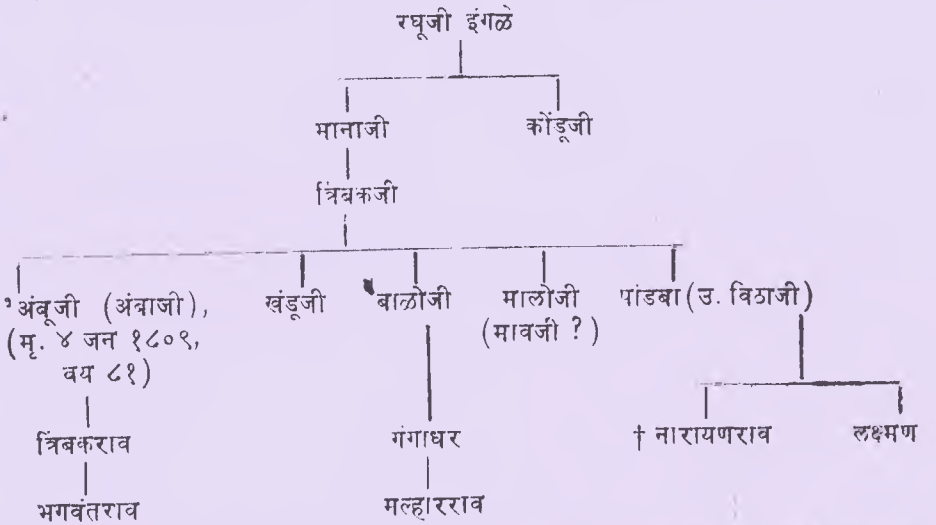 रघूजी इंगळे
मानाजी कोंडूजी
त्रिंबकजी
अंबूजी (अंबाजी), खंडूजी बाळोजी मालोजी पांडबा (उ. विठाजी)
(मृ. ४ जन १८०९, (मावजी ?)
वय ८१)
त्रिंबकराव गंगाधर † नारायणराव लक्ष्मण
भगवंतराव मल्हारराव